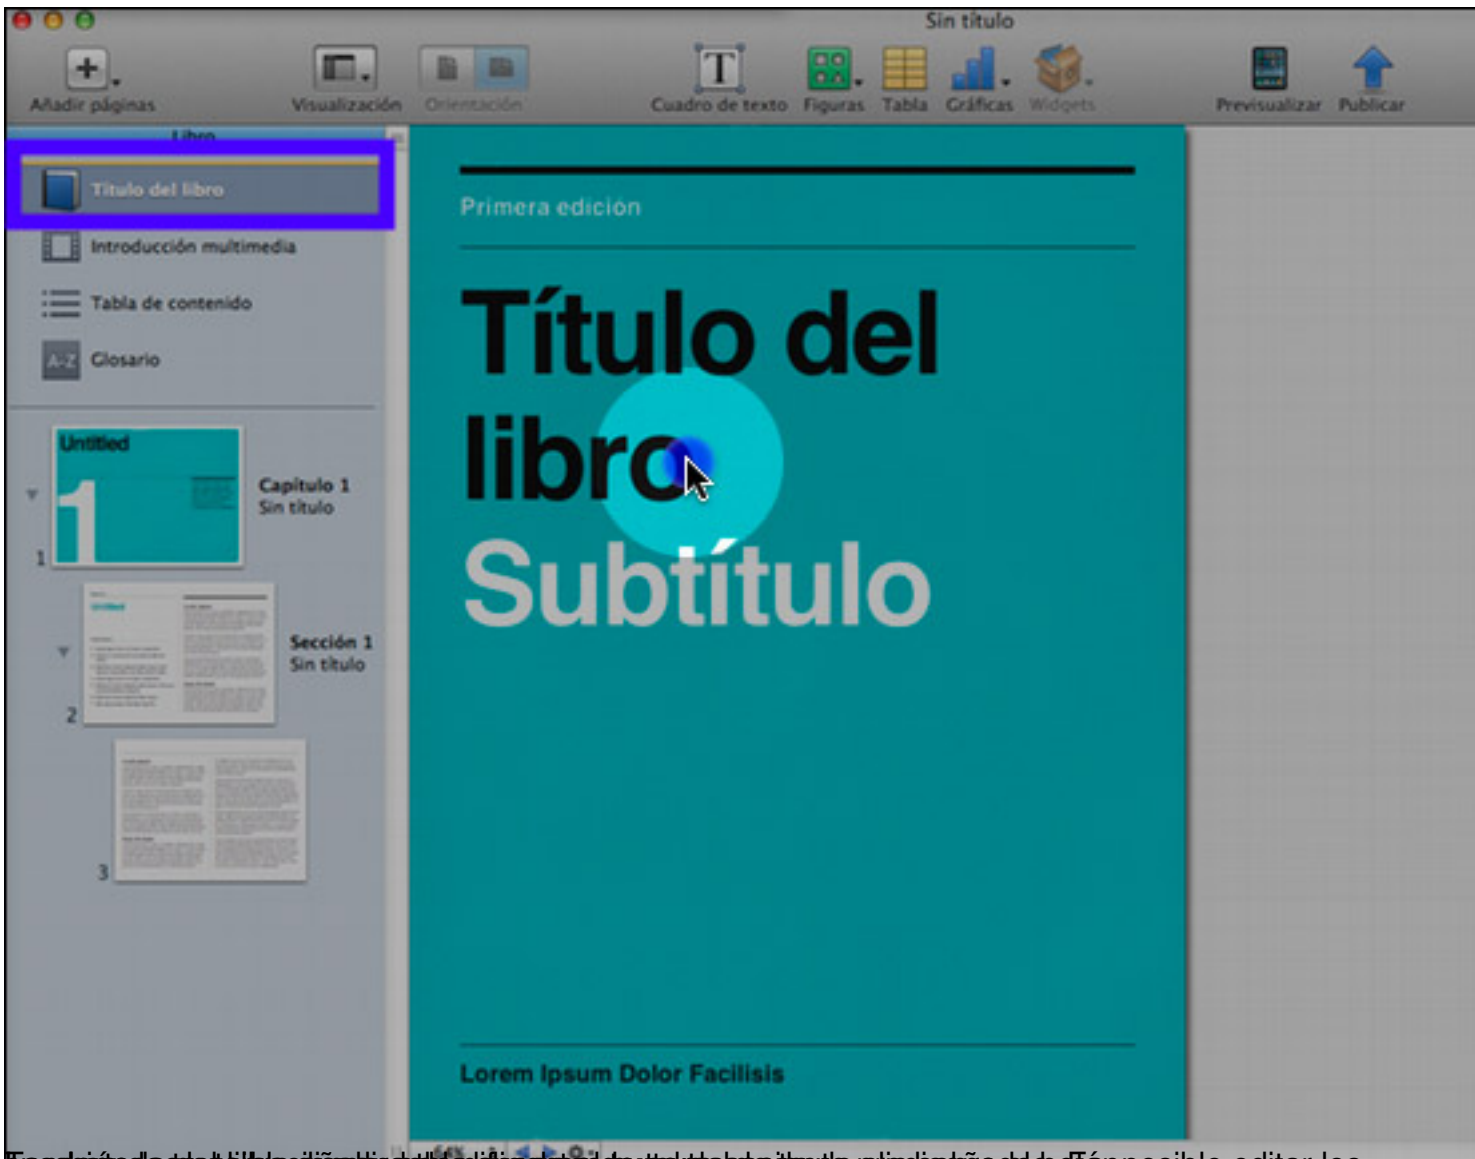 Sin título
Añadir páginas
Visualización
Orientación
Cuadro de texto
Figuras
Tabla
Gráficas
Widgets
Previsualizar
Publicar
Libro
Título del libro
Introducción multimedia
Tabla de contenido
A-Z Glosario
Untitled
1
Capítulo 1
Sin título
1
Untitled
Sección 1
Sin título
2
3
Primera edición
Título del
libro
Subtítulo
Lorem Ipsum Dolor Facilisis
64%